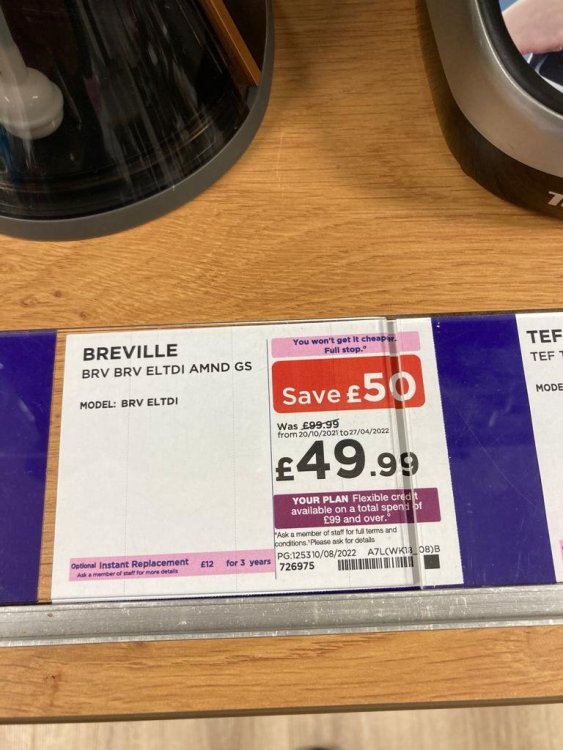 BREVILLE
BRV BRV ELTDI AMND GS
MODEL: BRV ELTDI
Optional Instant Replacement £12 for 3 years
Ask a member of staff for more details
You won't get it cheaper.
Full stop.°
Save £50
Was £99.99
from 20/10/2021 to 27/04/2022
£49.99
YOUR PLAN Flexible credit
available on a total spend of
£99 and over.°
*Ask a member of staff for full terms and
conditions.°Please ask for details
PG:125310/08/2022 A7L(WK13_08)B
726975
TEF
TEF
MODE